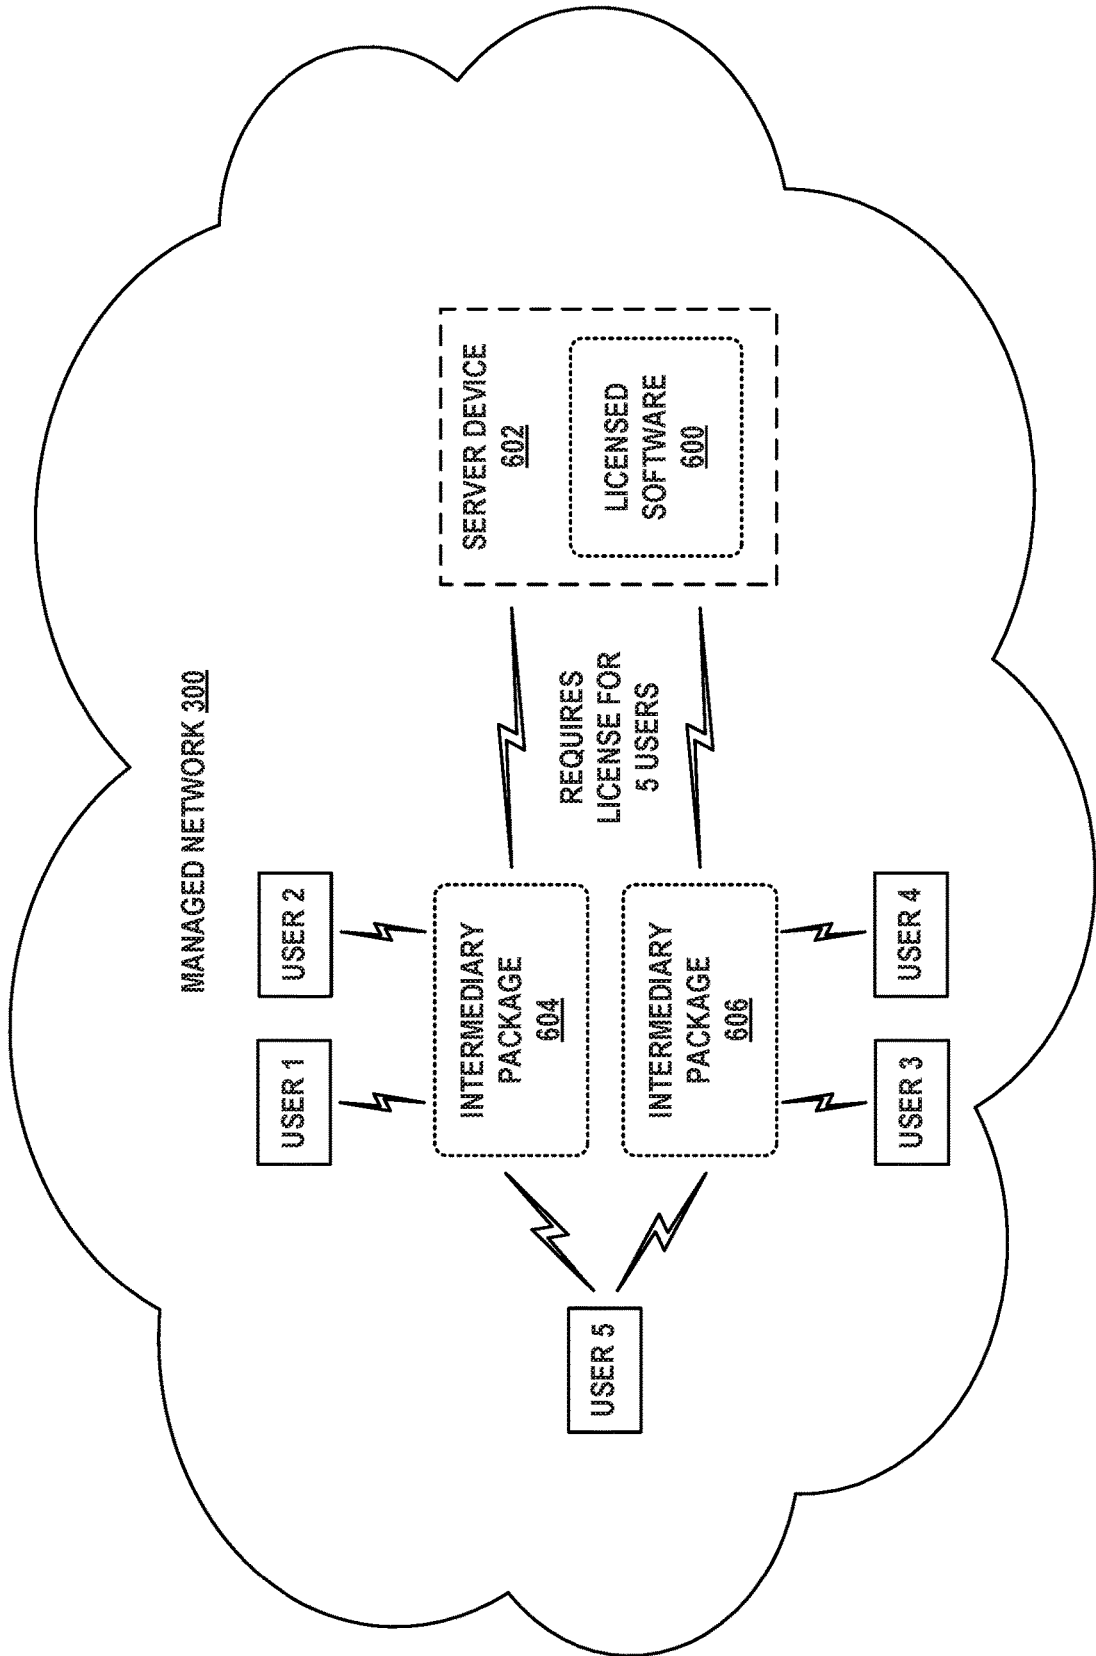 MANAGED NETWORK 300
USER 1
USER 2
USER 5
INTERMEDIARY
PACKAGE
604
INTERMEDIARY
PACKAGE
606
REQUIRES
LICENSE FOR
5 USERS
SERVER DEVICE
602
LICENSED
SOFTWARE
600
USER 3
USER 4